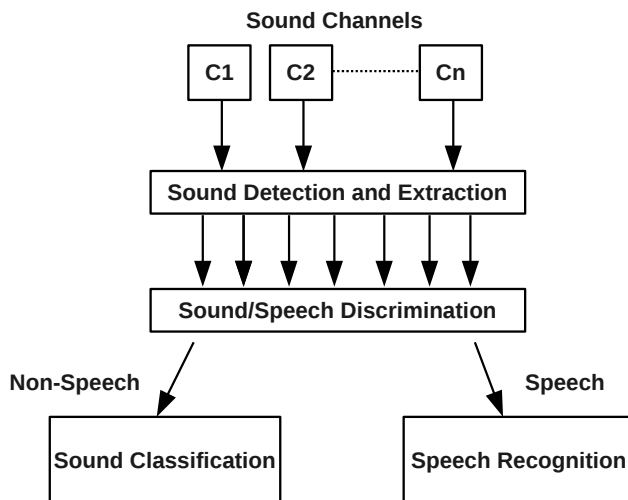 Sound Channels
C1 C2 Cn
Sound Detection and Extraction
Sound/Speech Discrimination
Non-Speech Speech
Sound Classification Speech Recognition